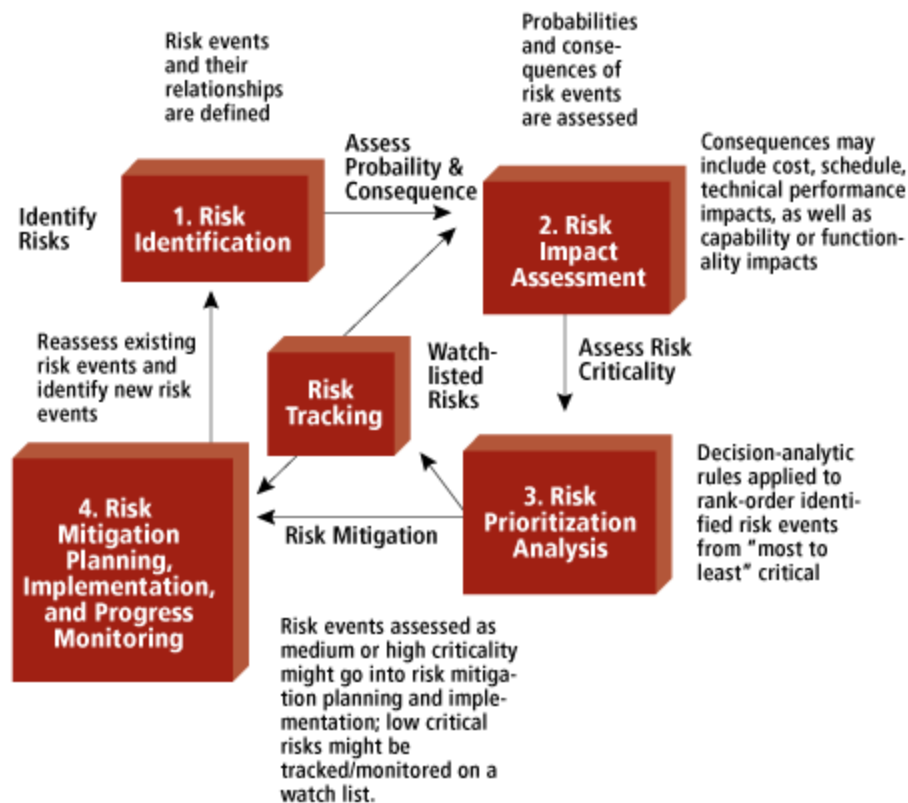 Risk events
and their
relationships
are defined
Probabilities
and conse-
quences of
risk events
are assessed
Assess
Probaility &
Consequence
Consequences may
include cost, schedule,
technical performance
impacts, as well as
capability or function-
ality impacts
Identify
Risks
1. Risk
Identification
2. Risk
Impact
Assessment
Reassess existing
risk events and
identify new risk
events
Risk
Tracking
Watch-
listed
Risks
Assess Risk
Criticality
4. Risk
Mitigation
Planning,
Implementation,
and Progress
Monitoring
Risk Mitigation
3. Risk
Prioritization
Analysis
Decision-analytic
rules applied to
rank-order identi-
fied risk events
from "most to
least" critical
Risk events assessed as
medium or high criticality
might go into risk mitiga-
tion planning and imple-
mentation; low critical
risks might be
tracked/monitored on a
watch list.